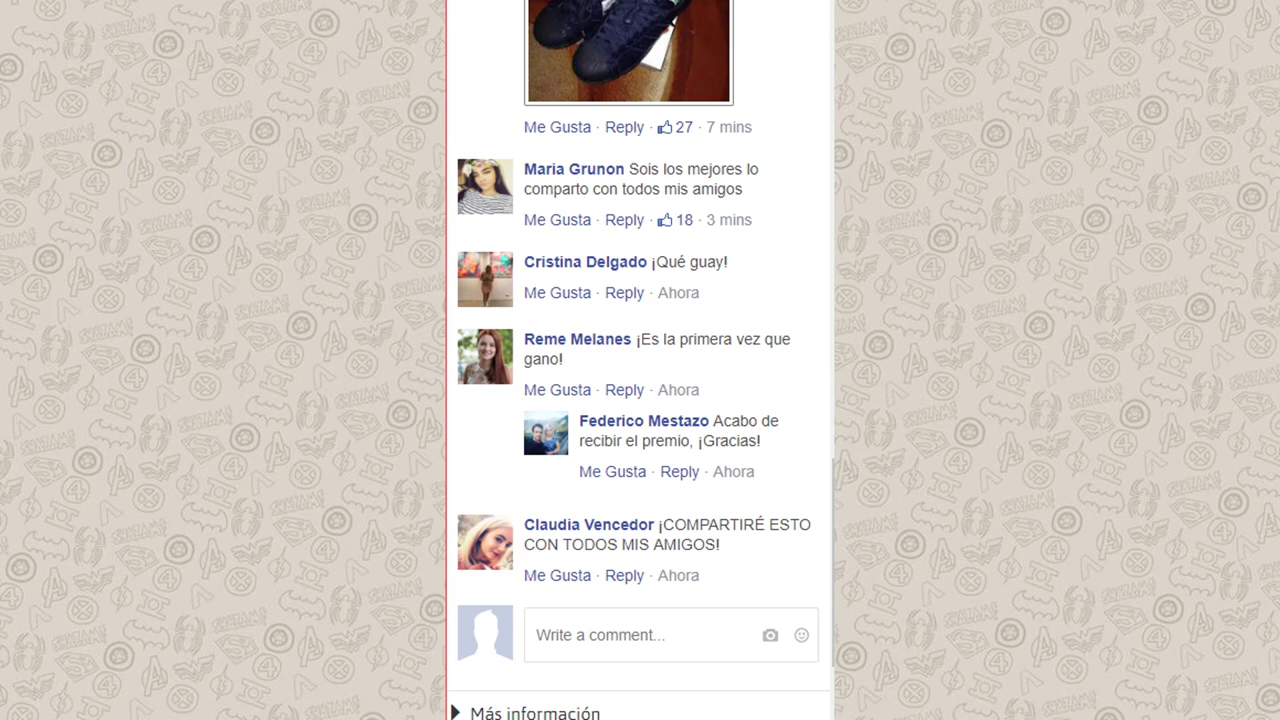 Me Gusta · Reply · 27 · 7 mins
Maria Grunon Sois los mejores lo
comparto con todos mis amigos
Me Gusta · Reply · 18 · 3 mins
Cristina Delgado ¡Qué guay!
Me Gusta · Reply · Ahora
Reme Melanes ¡Es la primera vez que
gano!
Me Gusta · Reply · Ahora
Federico Mestazo Acabo de
recibir el premio, ¡Gracias!
Me Gusta · Reply · Ahora
Claudia Vencedor ¡COMPARTIRÉ ESTO
CON TODOS MIS AMIGOS!
Me Gusta · Reply · Ahora
Write a comment...
Más información